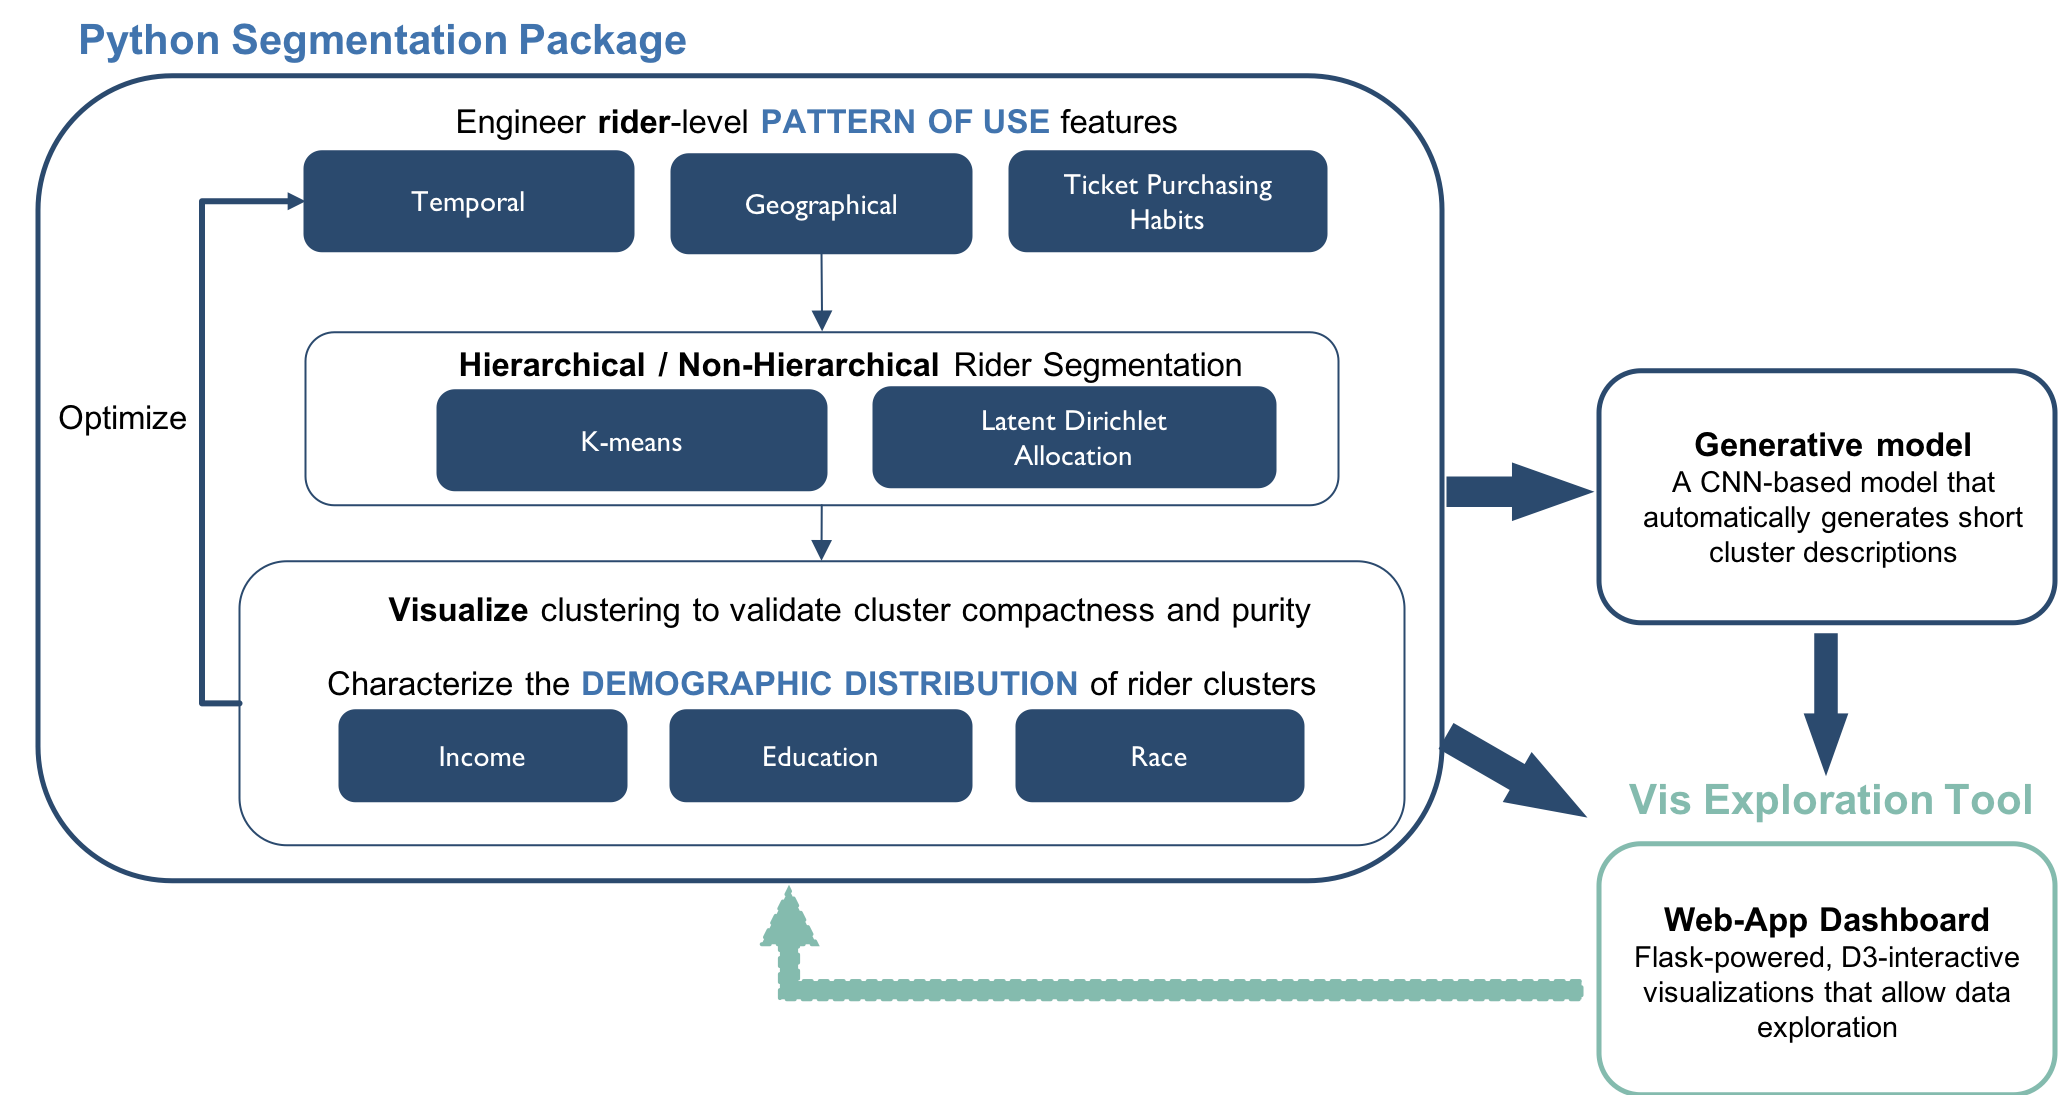 Python Segmentation Package
Engineer rider-level PATTERN OF USE features
Temporal
Geographical
Ticket Purchasing
Habits
Hierarchical / Non-Hierarchical Rider Segmentation
K-means
Latent Dirichlet
Allocation
Optimize
Visualize clustering to validate cluster compactness and purity
Characterize the DEMOGRAPHIC DISTRIBUTION of rider clusters
Income
Education
Race
Generative model
A CNN-based model that
automatically generates short
cluster descriptions
Vis Exploration Tool
Web-App Dashboard
Flask-powered, D3-interactive
visualizations that allow data
exploration